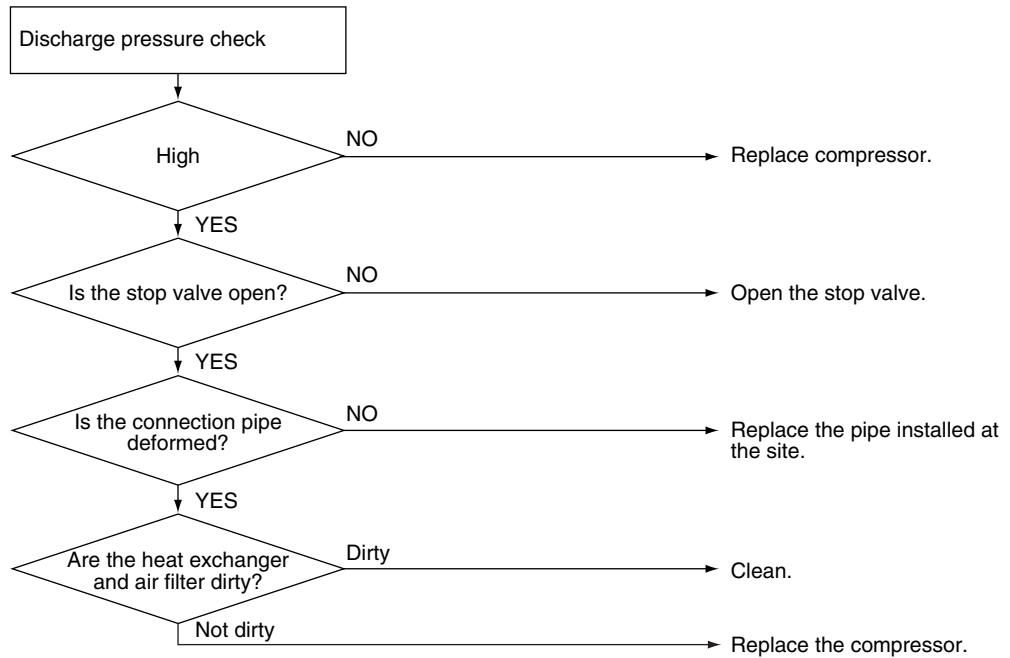 Discharge pressure check
High
NO
Replace compressor.
YES
Is the stop valve open?
NO
Open the stop valve.
YES
Is the connection pipe
deformed?
NO
Replace the pipe installed at
the site.
YES
Are the heat exchanger
and air filter dirty?
Dirty
Clean.
Not dirty
Replace the compressor.